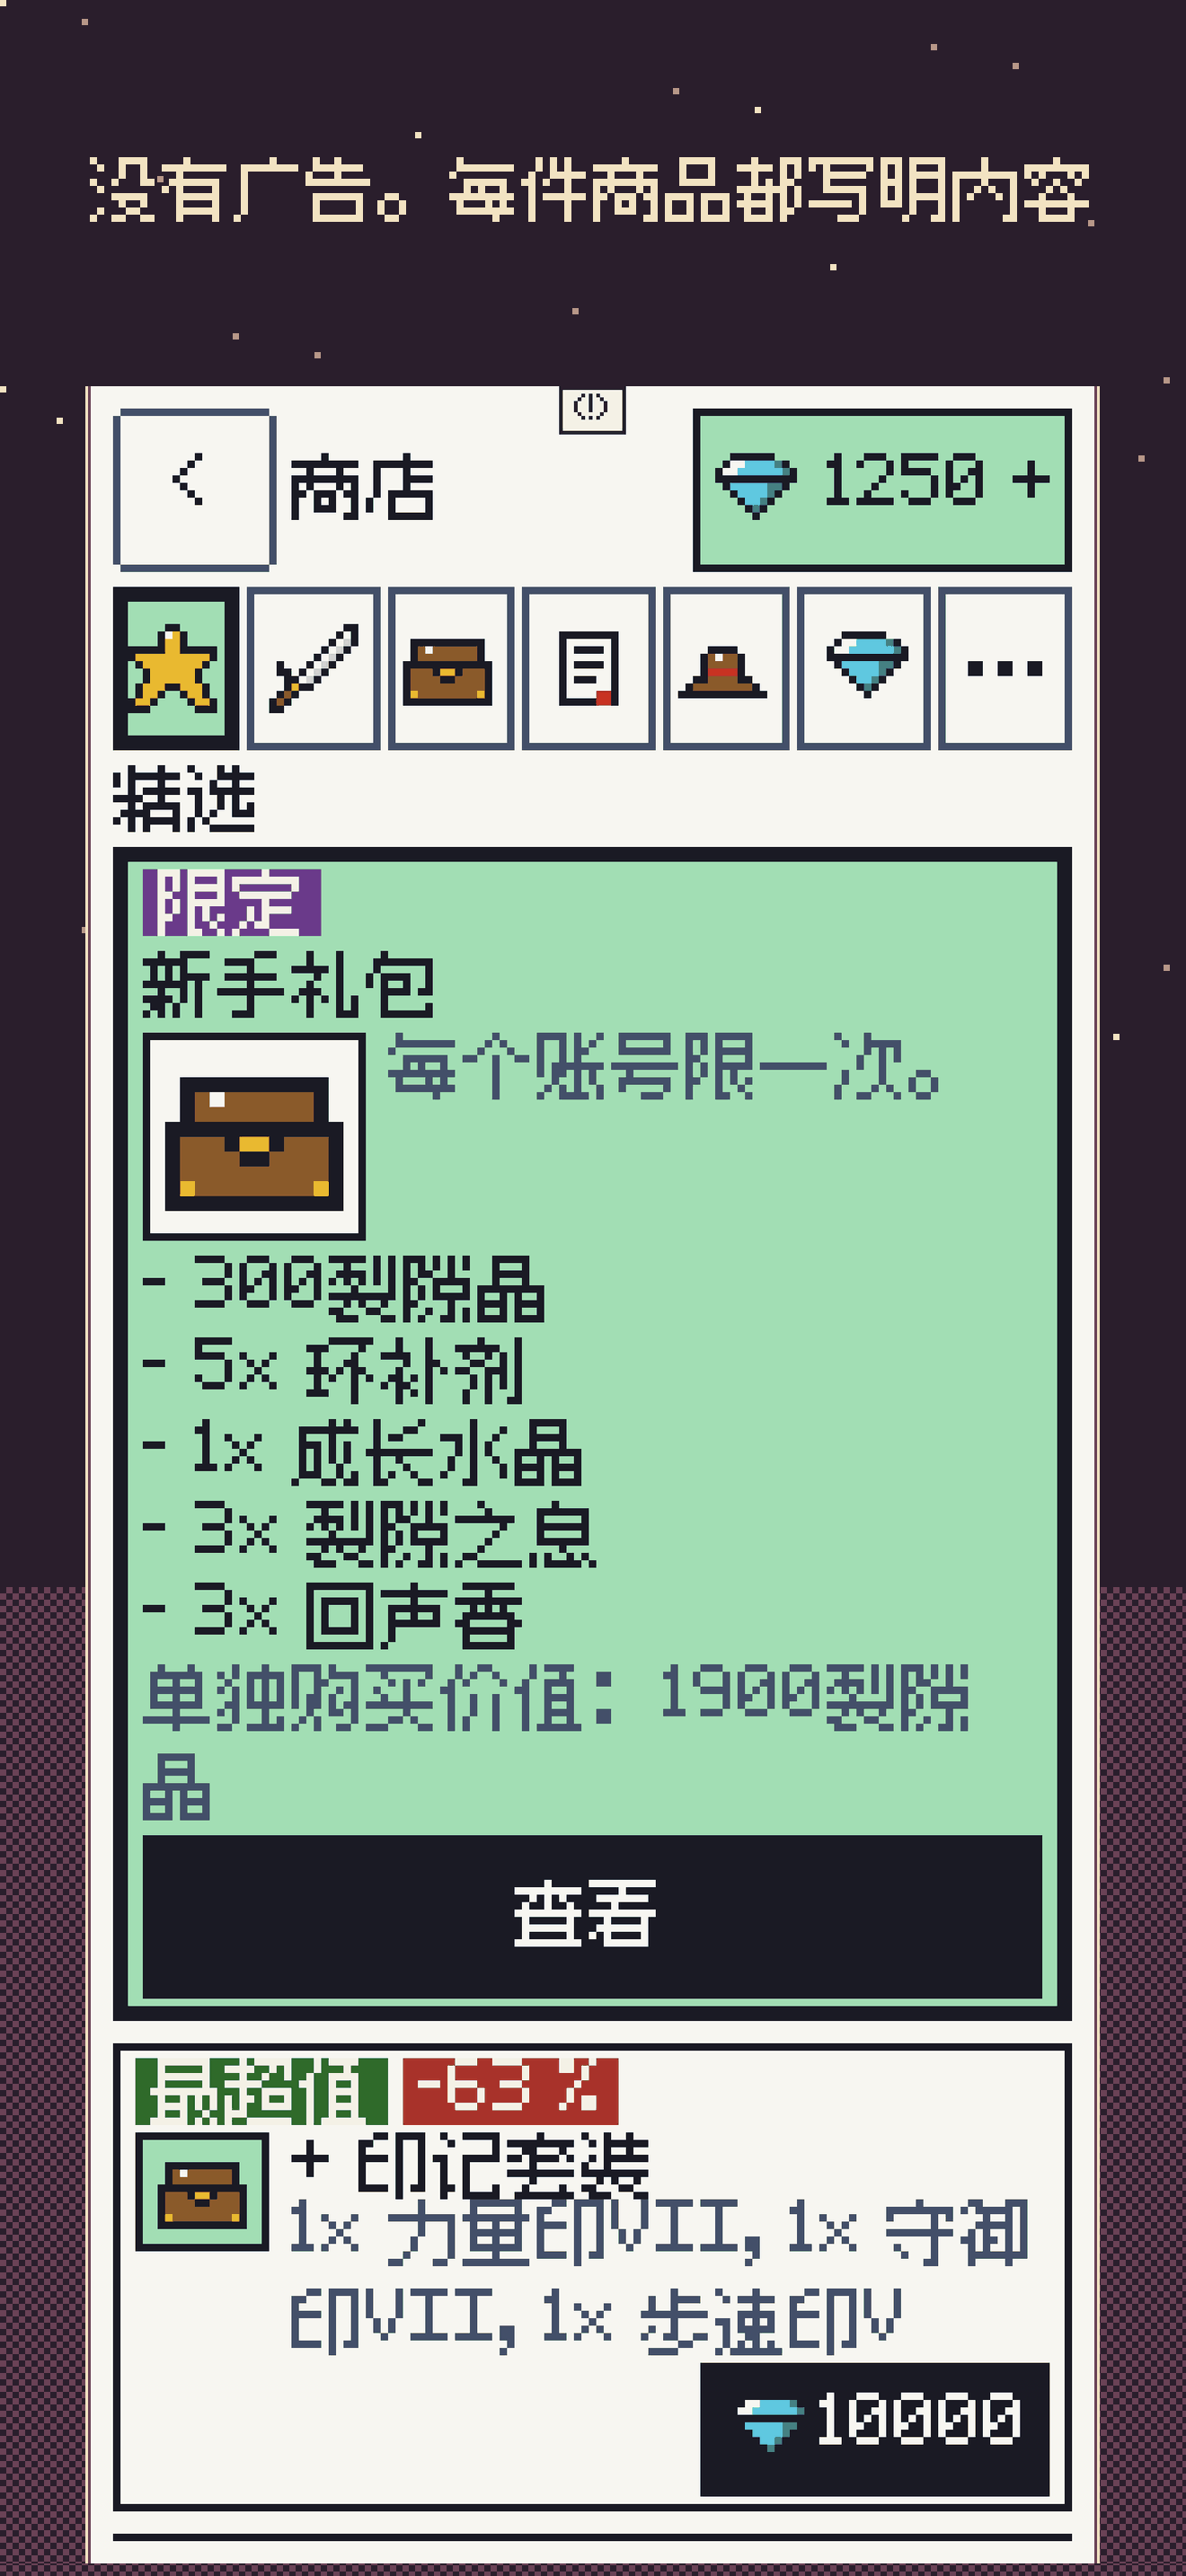 没有广告。每件商品都写明内容
商店
1250 +
精选
限定
新手礼包
每个账号限一次。
- 300裂隙晶
- 5x 环补剂
- 1x 成长水晶
- 3x 裂隙之息
- 3x 回声香
单独购买价值: 1900裂隙
晶
查看
最超值 -63 %
+ 印记套装
1x 力量印VII, 1x 守御
印VII, 1x 步速印V
10000